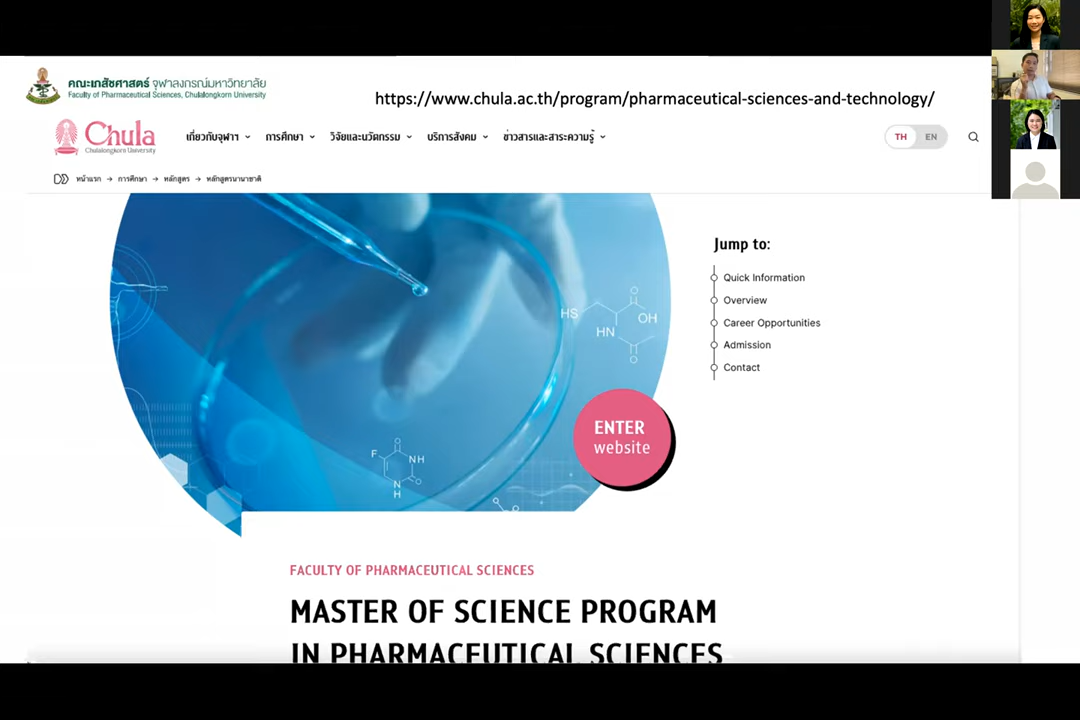 คณะเภสัชศาสตร์ จุฬาลงกรณ์มหาวิทยาลัย
Faculty of Pharmaceutical Sciences, Chulalongkorn University
https://www.chula.ac.th/program/pharmaceutical-sciences-and-technology/
Chula
Chulalongkorn University
เกี่ยวกับจุฬาฯ การศึกษา วิจัยและนวัตกรรม บริการสังคม ข่าวสารและสาระความรู้
TH EN
หน้าแรก → การศึกษา → หลักสูตร → หลักสูตรนานาชาติ
Jump to:
Quick Information
Overview
Career Opportunities
Admission
Contact
HS
O
OH
HN
O
ENTER
website
O
F
NH
N
O
H
FACULTY OF PHARMACEUTICAL SCIENCES
MASTER OF SCIENCE PROGRAM
IN PHARMACEUTICAL SCIENCES